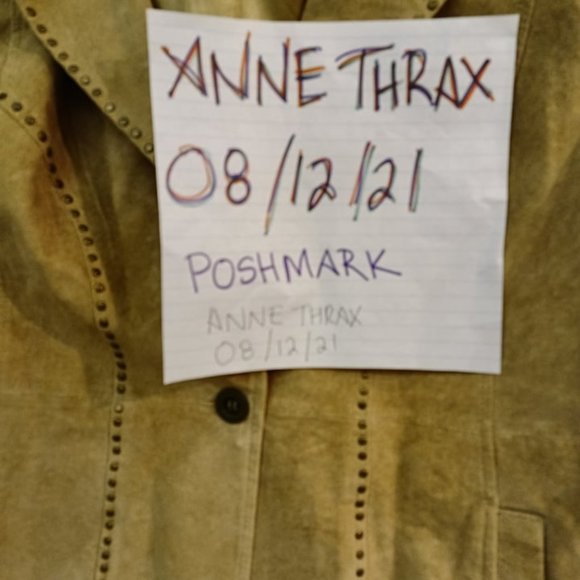 ANNE THRAX
08/12/21
POSHMARK
ANNE THRAX
08/12/21